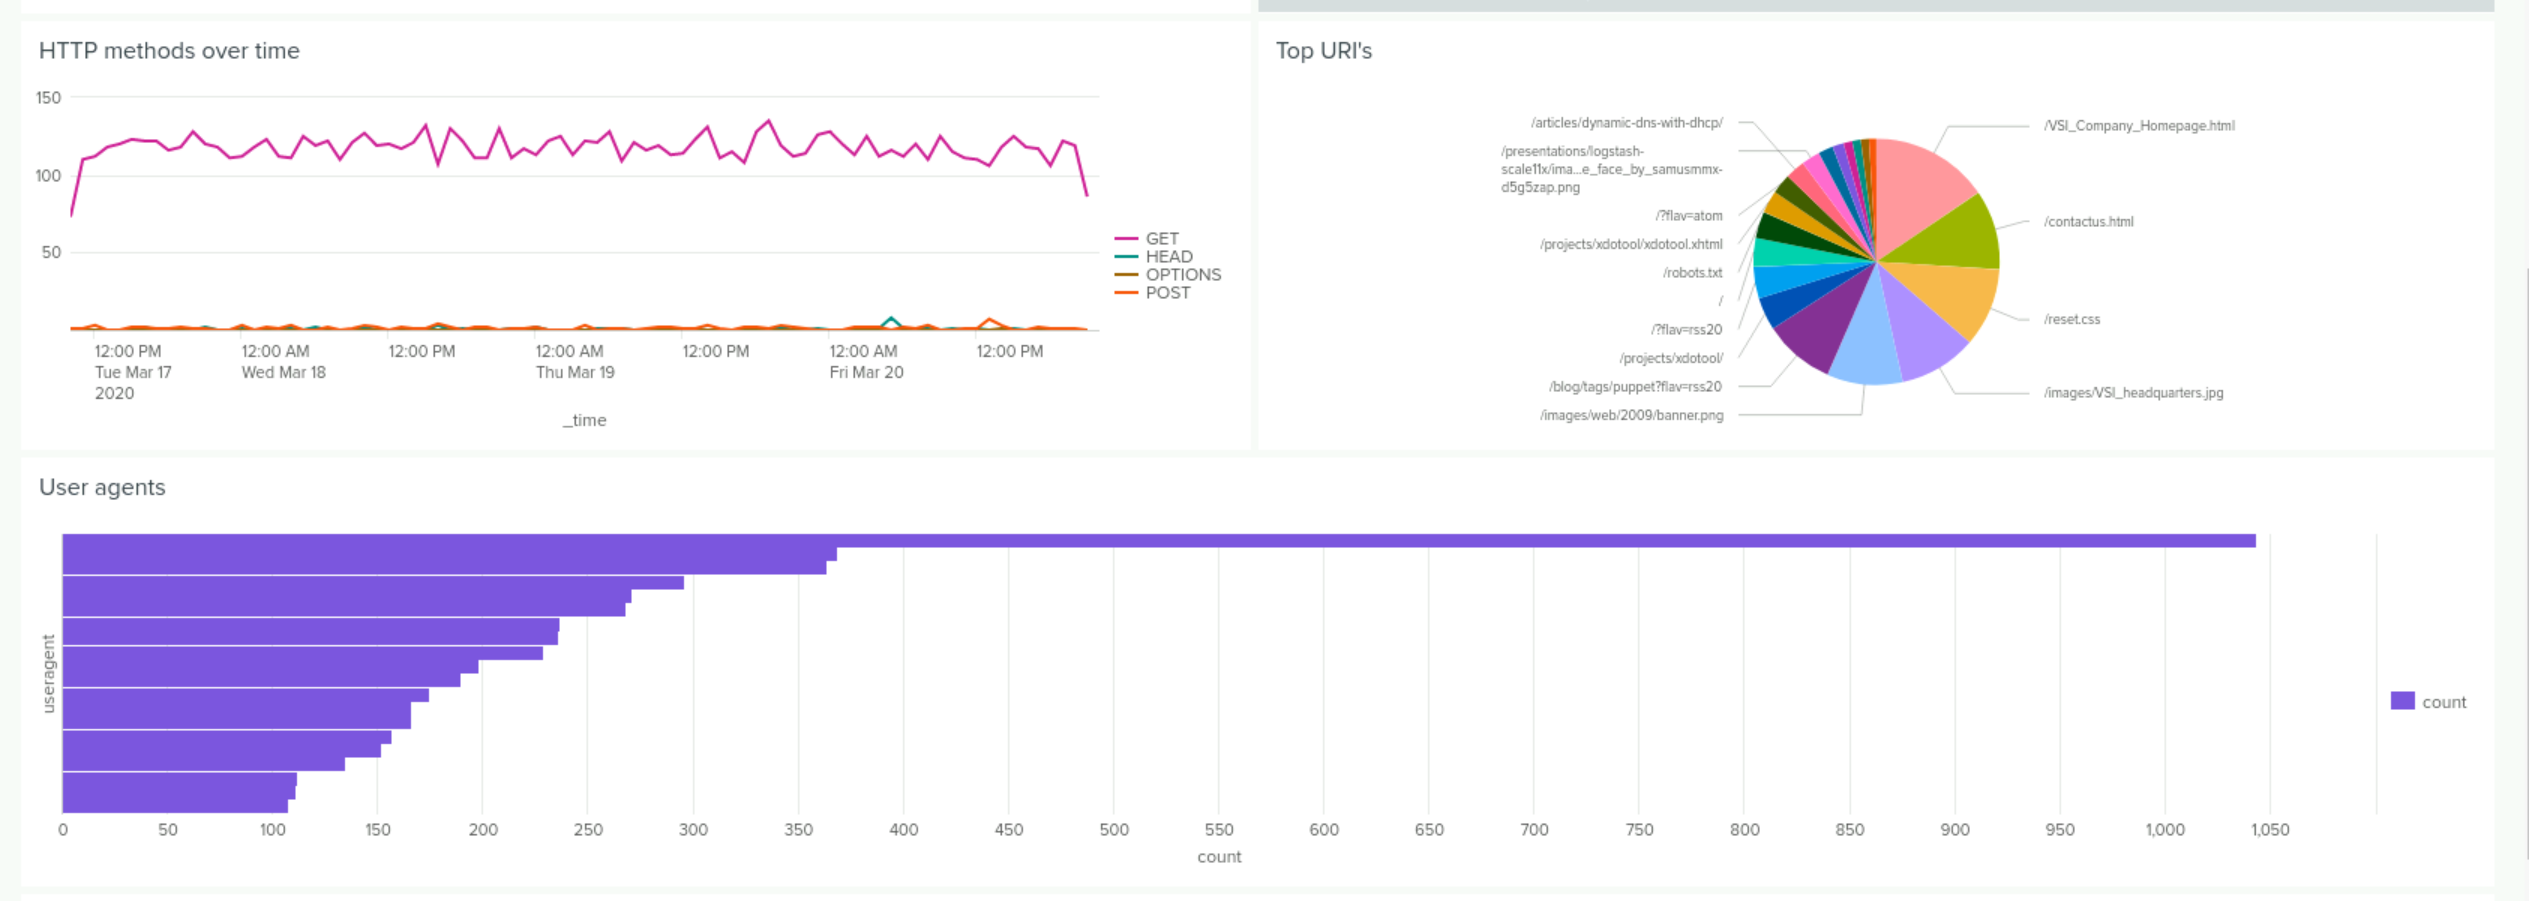 HTTP methods over time
150
100
50
GET
HEAD
OPTIONS
POST
12:00 PM
Tue Mar 17
2020
12:00 AM
Wed Mar 18
12:00 PM
12:00 AM
Thu Mar 19
12:00 PM
12:00 AM
Fri Mar 20
12:00 PM
_time
Top URI's
/articles/dynamic-dns-with-dhcp/
/presentations/logstash-
scale11x/ima...e_face_by_samusmmx-
d5g5zap.png
/?flav=atom
/projects/xdotool/xdotool.xhtml
/robots.txt
/
/?flav=rss20
/projects/xdotool/
/blog/tags/puppet?flav=rss20
/images/web/2009/banner.png
/VSI_Company_Homepage.html
/contactus.html
/reset.css
/images/VSI_headquarters.jpg
User agents
useragent
0 50 100 150 200 250 300 350 400 450 500 550 600 650 700 750 800 850 900 950 1,000 1,050
count
count